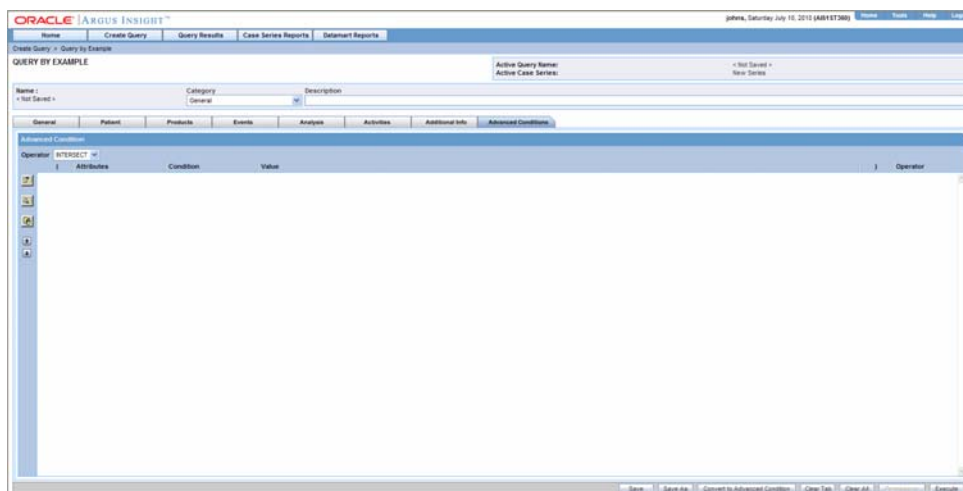 ORACLE ARGUS INSIGHT™
johns, Saturday July 10, 2010
Home Tools Help
Home Create Query Query Results Case Series Reports Datamart Reports
Create Query > Query by Example
QUERY BY EXAMPLE
Active Query Name: < Not Saved >
Active Case Series: New Series
Name : Category Description
< Not Saved > General
General Patient Products Events Analysis Activities Additional Info Advanced Conditions
Advanced Condition
Operator INTERSECT
( Attributes Condition Value ) Operator
Save Save As Convert to Advanced Condition Clear Tab Clear All Execute